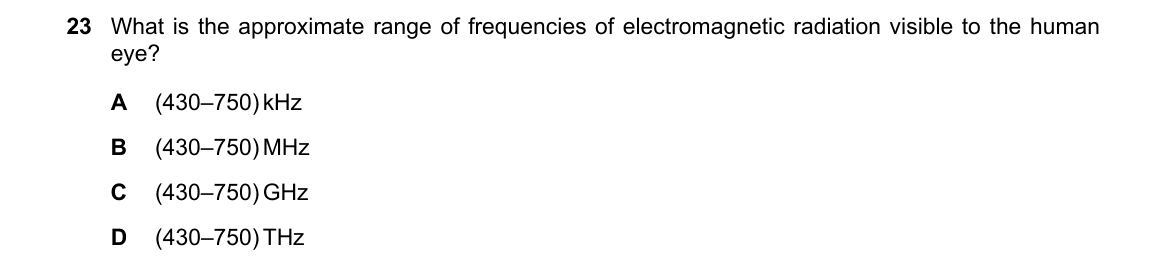 23 What is the approximate range of frequencies of electromagnetic radiation visible to the human
eye?
A (430–750) kHz
B (430–750) MHz
C (430–750) GHz
D (430–750) THz